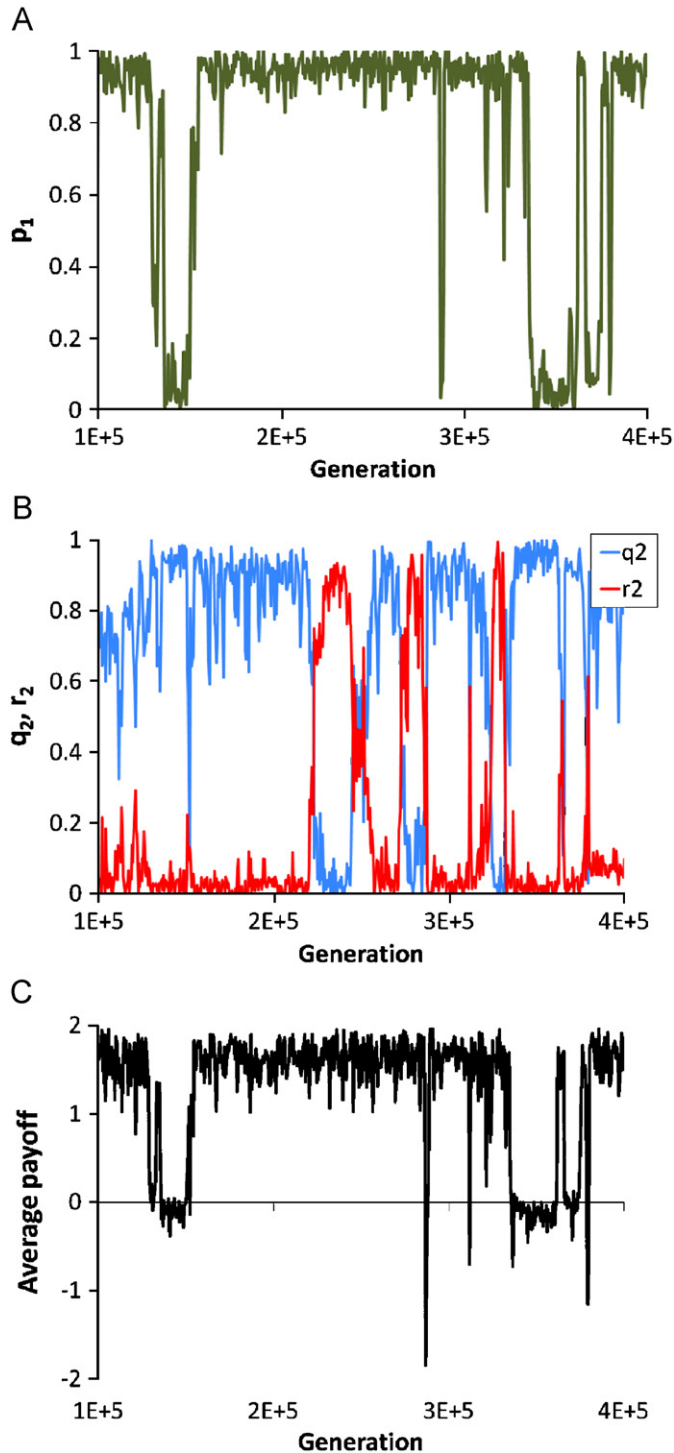 A
1
0.8
0.6
0.4
0.2
0
p1
1E+5 2E+5 3E+5 4E+5
Generation
B
1
0.8
0.6
0.4
0.2
0
q2, r2
q2
r2
1E+5 2E+5 3E+5 4E+5
Generation
C
2
1
0
-1
-2
Average payoff
1E+5 2E+5 3E+5 4E+5
Generation